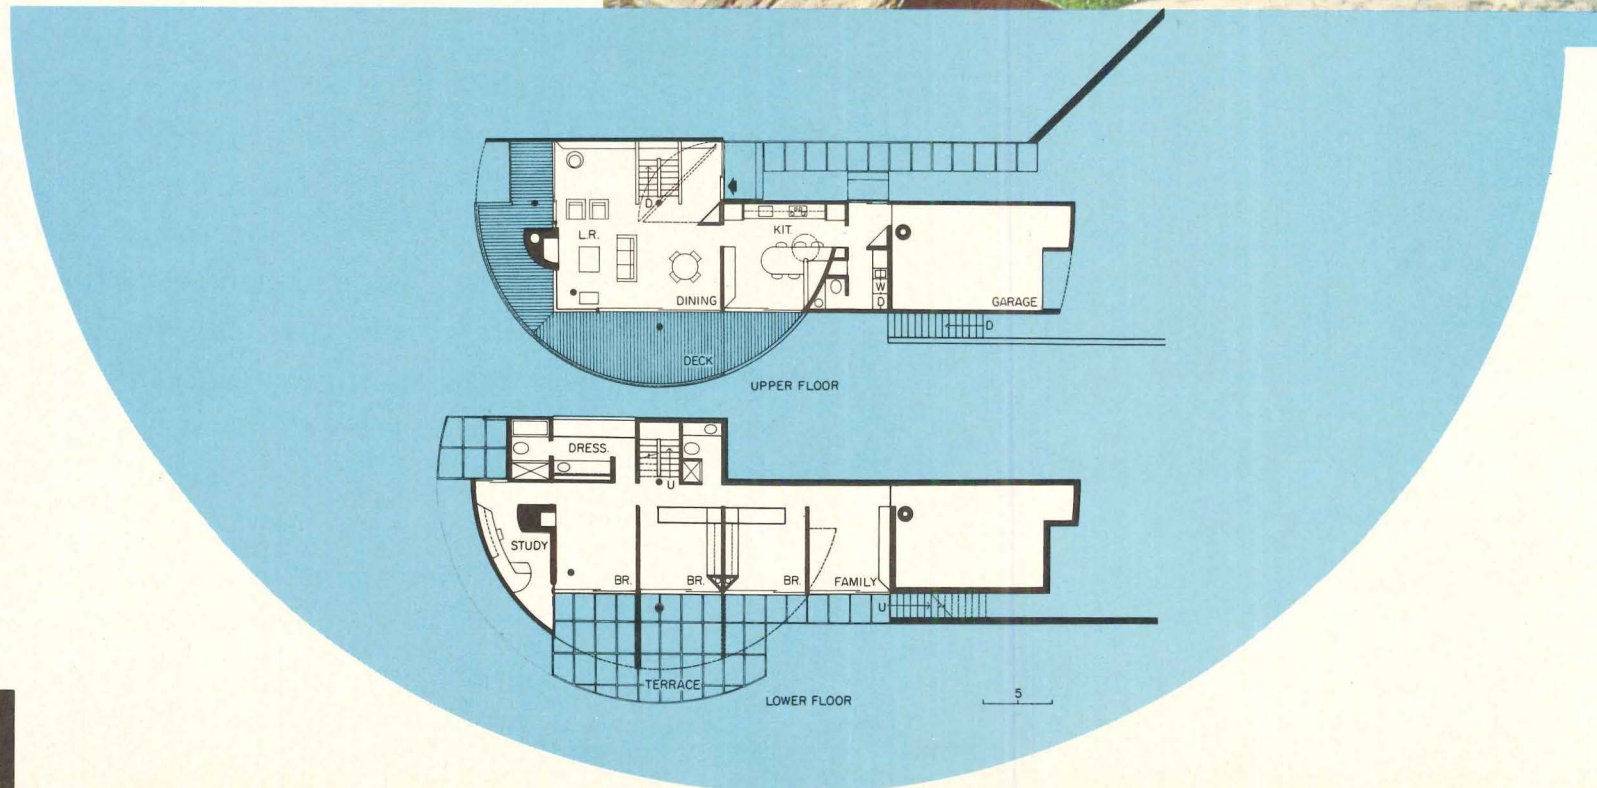 D
L.R.
KIT.
W
DINING
D
GARAGE
D
DECK
UPPER FLOOR
DRESS.
U
STUDY
BR.
BR.
BR.
FAMILY
U
TERRACE
LOWER FLOOR
5